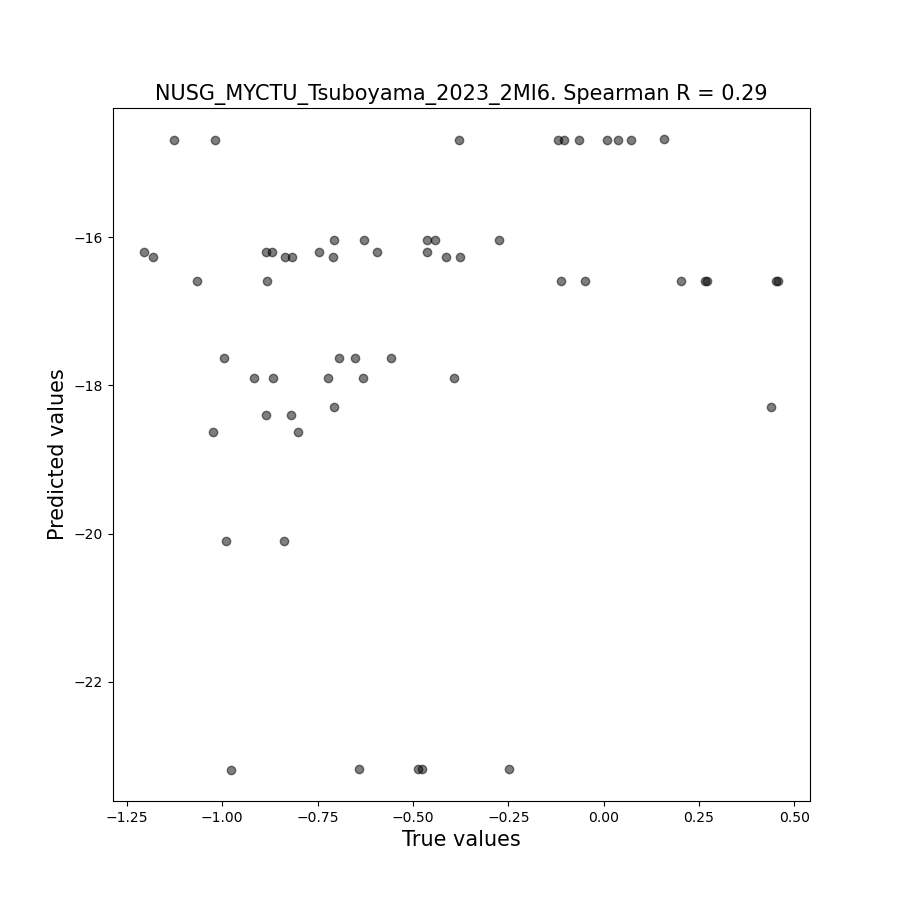 NUSG_MYCTU_Tsuboyama_2023_2MI6. Spearman R = 0.29
Predicted values
−16
−18
−20
−22
−1.25 −1.00 −0.75 −0.50 −0.25 0.00 0.25 0.50
True values